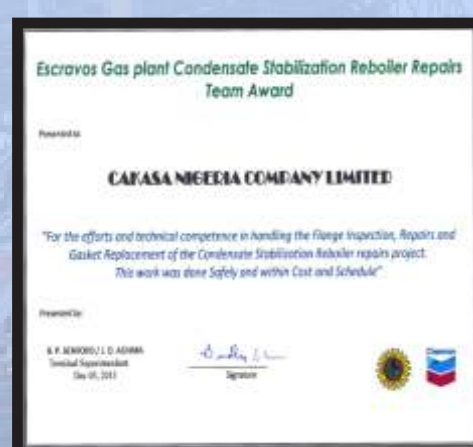 Escravos Gas plant Condensate Stabilization Reboiler Repairs
Team Award
Presented to:
CAKASA NIGERIA COMPANY LIMITED
"For the efforts and technical competence in handling the Flange Inspection, Repairs and
Gasket Replacement of the Condensate Stabilization Reboiler repairs project.
This work was done Safely and within Cost and Schedule"
Presented by:
Terminal Superintendent
Signature
Chevron